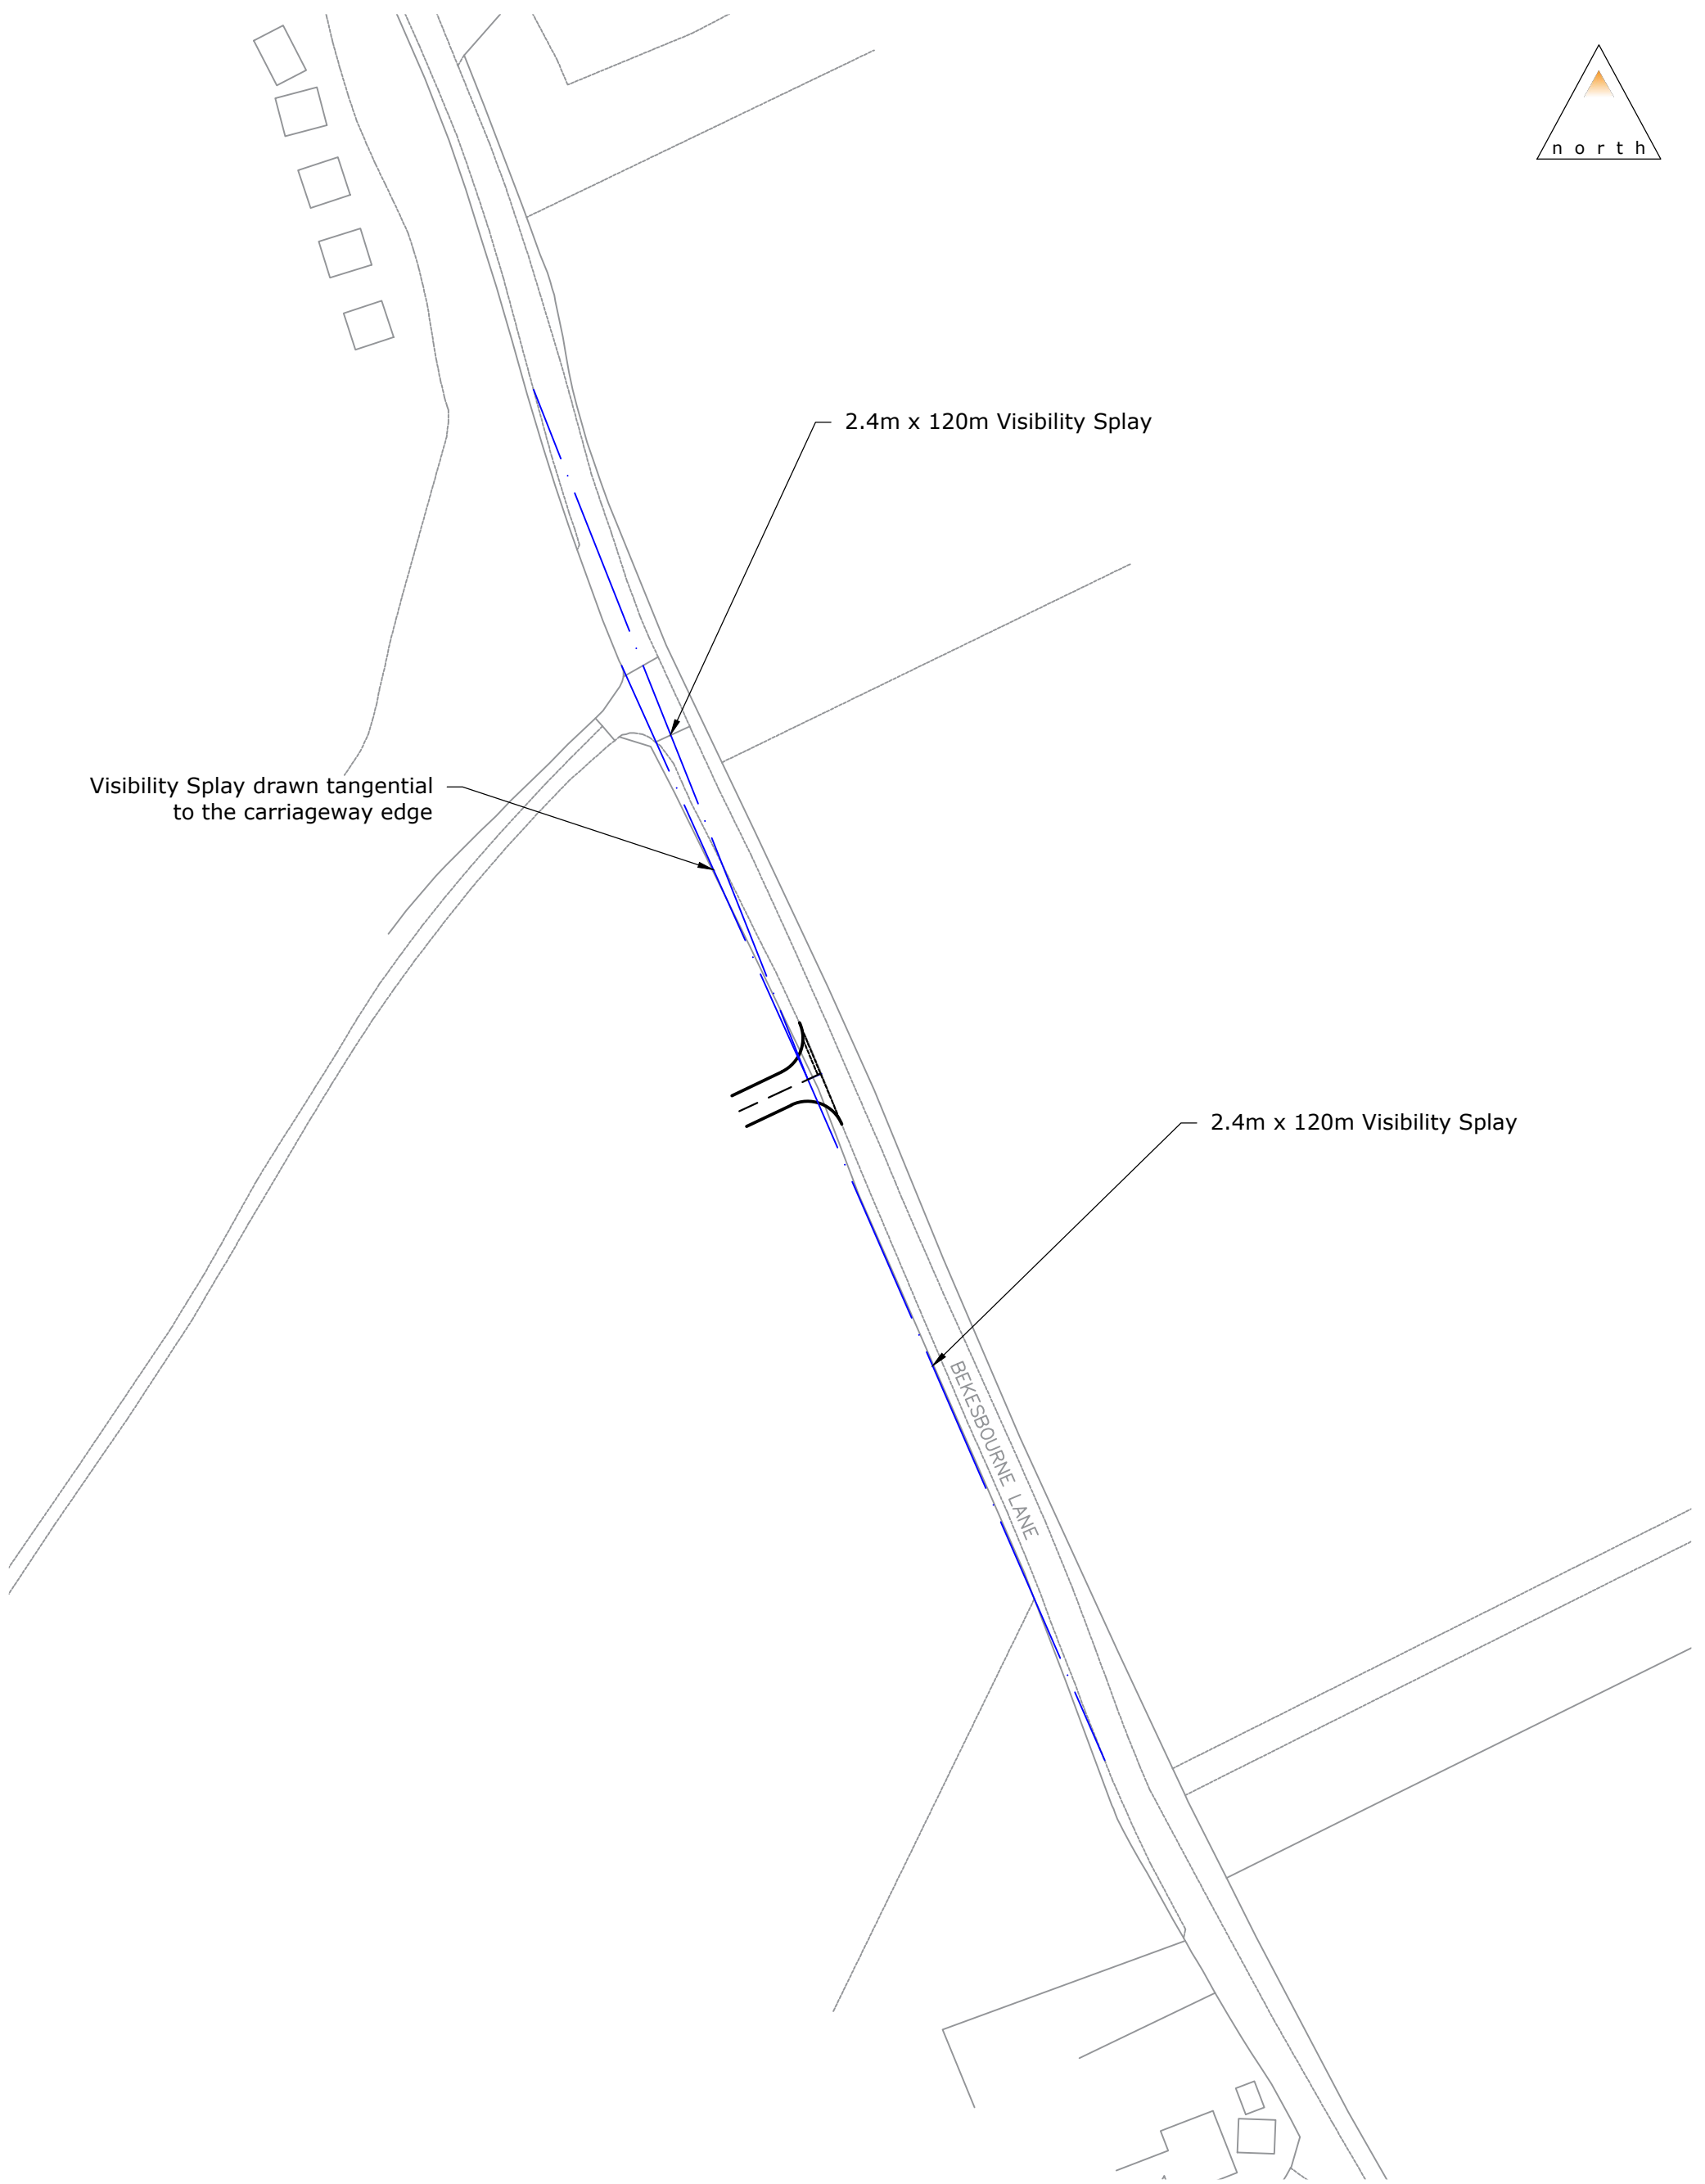 n o r t h
2.4m x 120m Visibility Splay
Visibility Splay drawn tangential
to the carriageway edge
2.4m x 120m Visibility Splay
BEKESBOURNE LANE